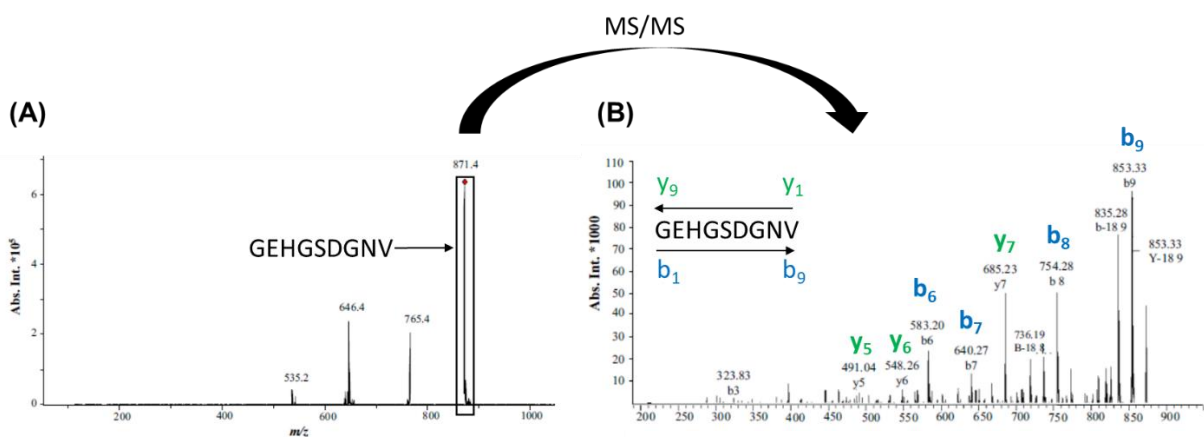 MS/MS
(A)
871.4
6
Abs. Int. *10⁵
4
GEHGSDGNV
646.4
765.4
2
535.2
0
200
400
600
800
1000
m/z
(B)
110
100
90
80
70
60
50
40
30
20
10
Abs. Int. *1000
y₉ y₁
GEHGSDGNV
b₁ b₉
323.83
b3
y₅
491.04
y5
y₆
548.26
y6
b₆
583.20
b6
b₇
640.27
b7
y₇
685.23
y7
736.19
B-18 8
b₈
754.28
b 8
835.28
b-18 9
b₉
853.33
b9
853.33
Y-18 9
200 250 300 350 400 450 500 550 600 650 700 750 800 850 900